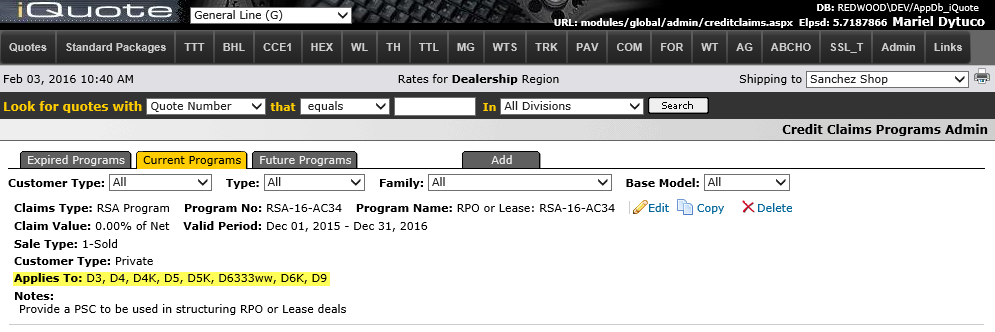 iQuote General Line (G) DB: REDWOOD\DEV/AppDb_iQuote
URL: modules/global/admin/creditclaims.aspx Elpsd: 5.7187866 Mariel Dytuco
Quotes Standard Packages TTT BHL CCE1 HEX WL TH TTL MG WTS TRK PAV COM FOR WT AG ABCHO SSL_T Admin Links
Feb 03, 2016 10:40 AM Rates for Dealership Region Shipping to Sanchez Shop
Look for quotes with Quote Number that equals In All Divisions Search
Credit Claims Programs Admin
Expired Programs Current Programs Future Programs Add
Customer Type: All Type: All Family: All Base Model: All
Claims Type: RSA Program Program No: RSA-16-AC34 Program Name: RPO or Lease: RSA-16-AC34 Edit Copy Delete
Claim Value: 0.00% of Net Valid Period: Dec 01, 2015 - Dec 31, 2016
Sale Type: 1-Sold
Customer Type: Private
Applies To: D3, D4, D4K, D5, D5K, D6333ww, D6K, D9
Notes:
Provide a PSC to be used in structuring RPO or Lease deals